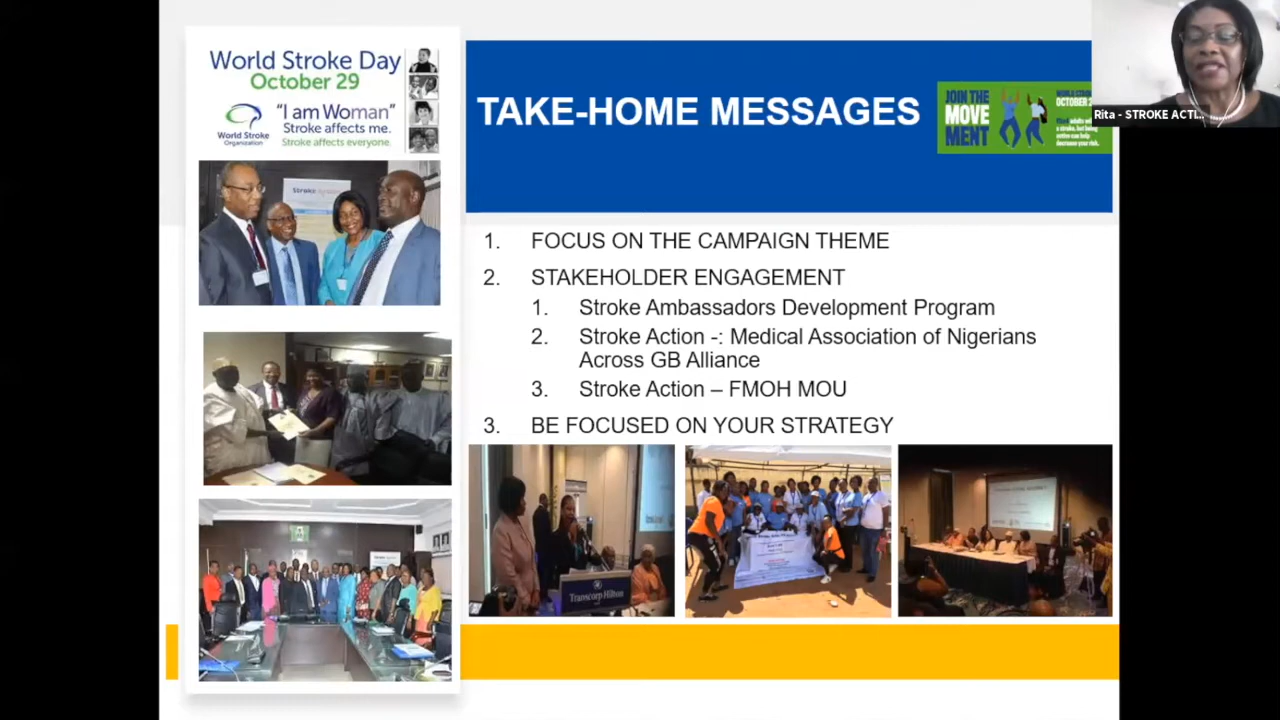 World Stroke Day
October 29
"I am Woman"
Stroke affects me.
Stroke affects everyone.
World Stroke
Organization
TAKE-HOME MESSAGES
JOIN THE
MOVE
MENT
OCTOBER
Rita - STROKE ACTI...
1. FOCUS ON THE CAMPAIGN THEME
2. STAKEHOLDER ENGAGEMENT
1. Stroke Ambassadors Development Program
2. Stroke Action -: Medical Association of Nigerians
Across GB Alliance
3. Stroke Action – FMOH MOU
3. BE FOCUSED ON YOUR STRATEGY
Transcorp Hilton